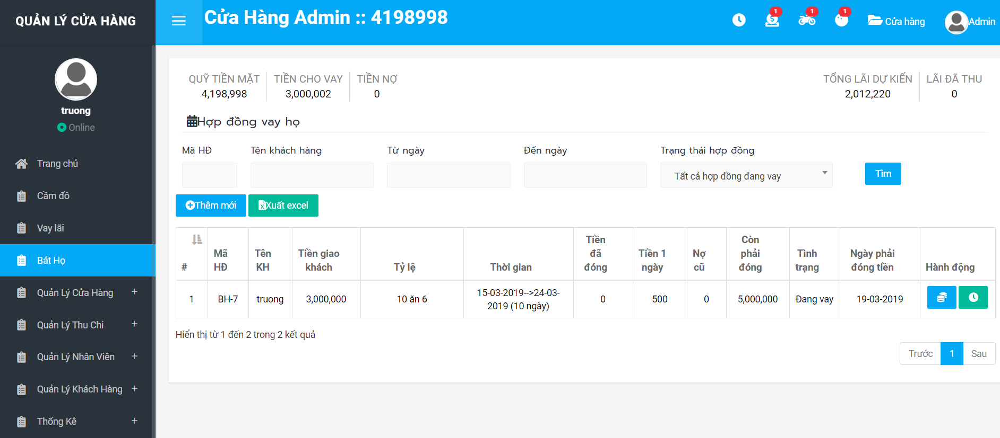 QUẢN LÝ CỬA HÀNG
Cửa Hàng Admin :: 4198998
1
1
1
Cửa hàng
Admin
truong
Online
Trang chủ
Cầm đồ
Vay lãi
Bát Họ
Quản Lý Cửa Hàng +
Quản Lý Thu Chi +
Quản Lý Nhân Viên +
Quản Lý Khách Hàng +
Thống Kê +
QUỸ TIỀN MẶT TIỀN CHO VAY TIỀN NỢ TỔNG LÃI DỰ KIẾN LÃI ĐÃ THU
4,198,998 3,000,002 0 2,012,220 0
Hợp đồng vay họ
Mã HĐ Tên khách hàng Từ ngày Đến ngày Trạng thái hợp đồng
Tất cả hợp đồng đang vay
Tìm
Thêm mới Xuất excel
# Mã HĐ Tên KH Tiền giao khách Tỷ lệ Thời gian Tiền đã đóng Tiền 1 ngày Nợ cũ Còn phải đóng Tình trạng Ngày phải đóng tiền Hành động
1 BH-7 truong 3,000,000 10 ăn 6 15-03-2019-->24-03-2019 (10 ngày) 0 500 0 5,000,000 Đang vay 19-03-2019
Hiển thị từ 1 đến 2 trong 2 kết quả
Trước 1 Sau